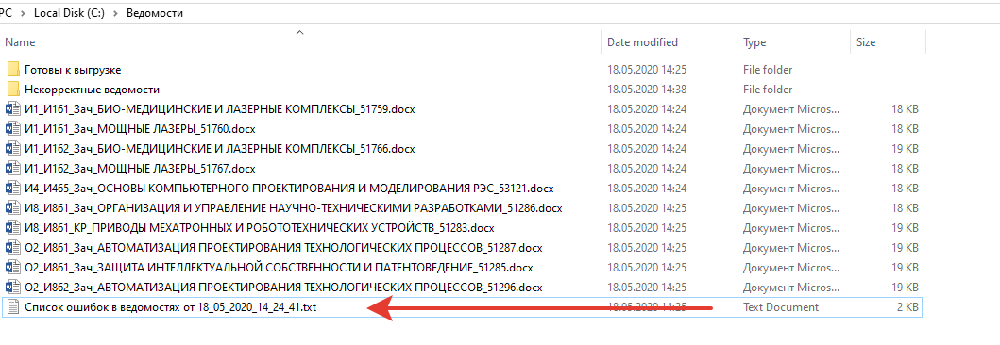 PC > Local Disk (C:) > Ведомости
Name Date modified Type Size
Готовы к выгрузке 18.05.2020 14:25 File folder
Некорректные ведомости 18.05.2020 14:38 File folder
И1_И161_Зач_БИО-МЕДИЦИНСКИЕ И ЛАЗЕРНЫЕ КОМПЛЕКСЫ_51759.docx 18.05.2020 14:24 Документ Micros... 18 KB
И1_И161_Зач_МОЩНЫЕ ЛАЗЕРЫ_51760.docx 18.05.2020 14:24 Документ Micros... 18 KB
И1_И162_Зач_БИО-МЕДИЦИНСКИЕ И ЛАЗЕРНЫЕ КОМПЛЕКСЫ_51766.docx 18.05.2020 14:24 Документ Micros... 19 KB
И1_И162_Зач_МОЩНЫЕ ЛАЗЕРЫ_51767.docx 18.05.2020 14:24 Документ Micros... 18 KB
И4_И465_Зач_ОСНОВЫ КОМПЬЮТЕРНОГО ПРОЕКТИРОВАНИЯ И МОДЕЛИРОВАНИЯ РЭС_53121.docx 18.05.2020 14:24 Документ Micros... 18 KB
И8_И861_Зач_ОРГАНИЗАЦИЯ И УПРАВЛЕНИЕ НАУЧНО-ТЕХНИЧЕСКИМИ РАЗРАБОТКАМИ_51286.docx 18.05.2020 14:25 Документ Micros... 19 KB
И8_И861_КР_ПРИВОДЫ МЕХАТРОННЫХ И РОБОТОТЕХНИЧЕСКИХ УСТРОЙСТВ_51283.docx 18.05.2020 14:25 Документ Micros... 19 KB
О2_И861_Зач_АВТОМАТИЗАЦИЯ ПРОЕКТИРОВАНИЯ ТЕХНОЛОГИЧЕСКИХ ПРОЦЕССОВ_51287.docx 18.05.2020 14:25 Документ Micros... 19 KB
О2_И861_Зач_ЗАЩИТА ИНТЕЛЛЕКТУАЛЬНОЙ СОБСТВЕННОСТИ И ПАТЕНТОВЕДЕНИЕ_51285.docx 18.05.2020 14:25 Документ Micros... 19 KB
О2_И862_Зач_АВТОМАТИЗАЦИЯ ПРОЕКТИРОВАНИЯ ТЕХНОЛОГИЧЕСКИХ ПРОЦЕССОВ_51296.docx 18.05.2020 14:25 Документ Micros... 19 KB
Список ошибок в ведомостях от 18_05_2020_14_24_41.txt 18.05.2020 14:25 Text Document 2 KB